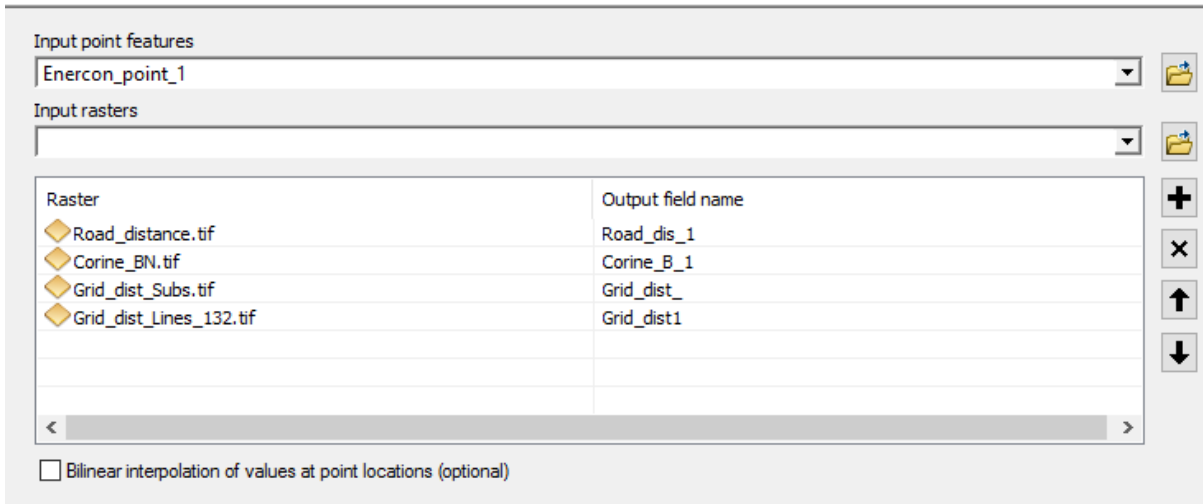 Input point features
Enercon_point_1
Input rasters
Raster Output field name
Road_distance.tif Road_dis_1
Corine_BN.tif Corine_B_1
Grid_dist_Subs.tif Grid_dist_
Grid_dist_Lines_132.tif Grid_dist1
Bilinear interpolation of values at point locations (optional)